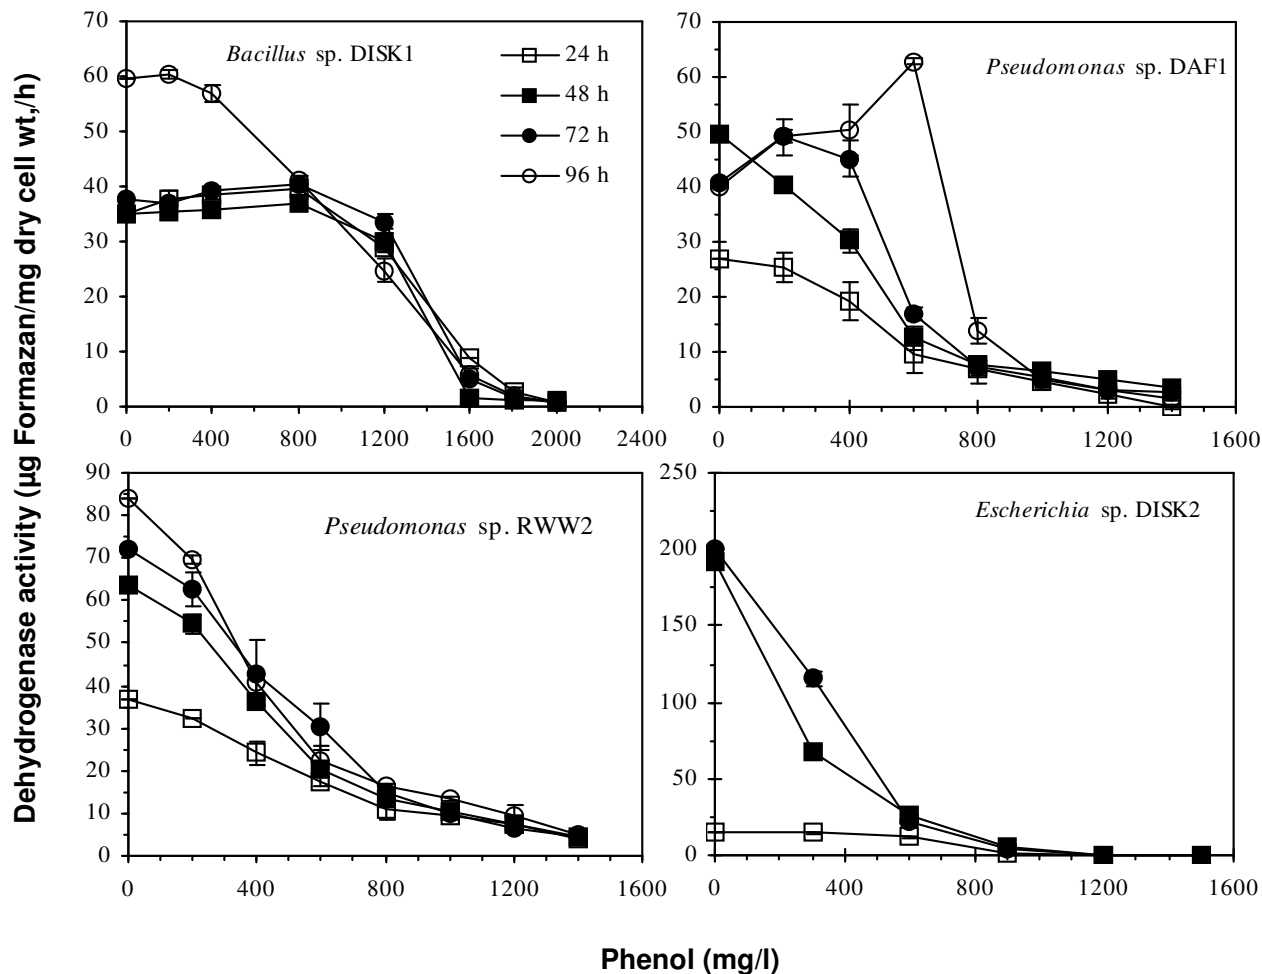 Dehydrogenase activity (µg Formazan/mg dry cell wt,/h)
Bacillus sp. DISK1
24 h
48 h
72 h
96 h
70
60
50
40
30
20
10
0
0 400 800 1200 1600 2000 2400
Pseudomonas sp. DAF1
70
60
50
40
30
20
10
0
0 400 800 1200 1600
Pseudomonas sp. RWW2
90
80
70
60
50
40
30
20
10
0
0 400 800 1200 1600
Escherichia sp. DISK2
250
200
150
100
50
0
0 400 800 1200 1600
Phenol (mg/l)